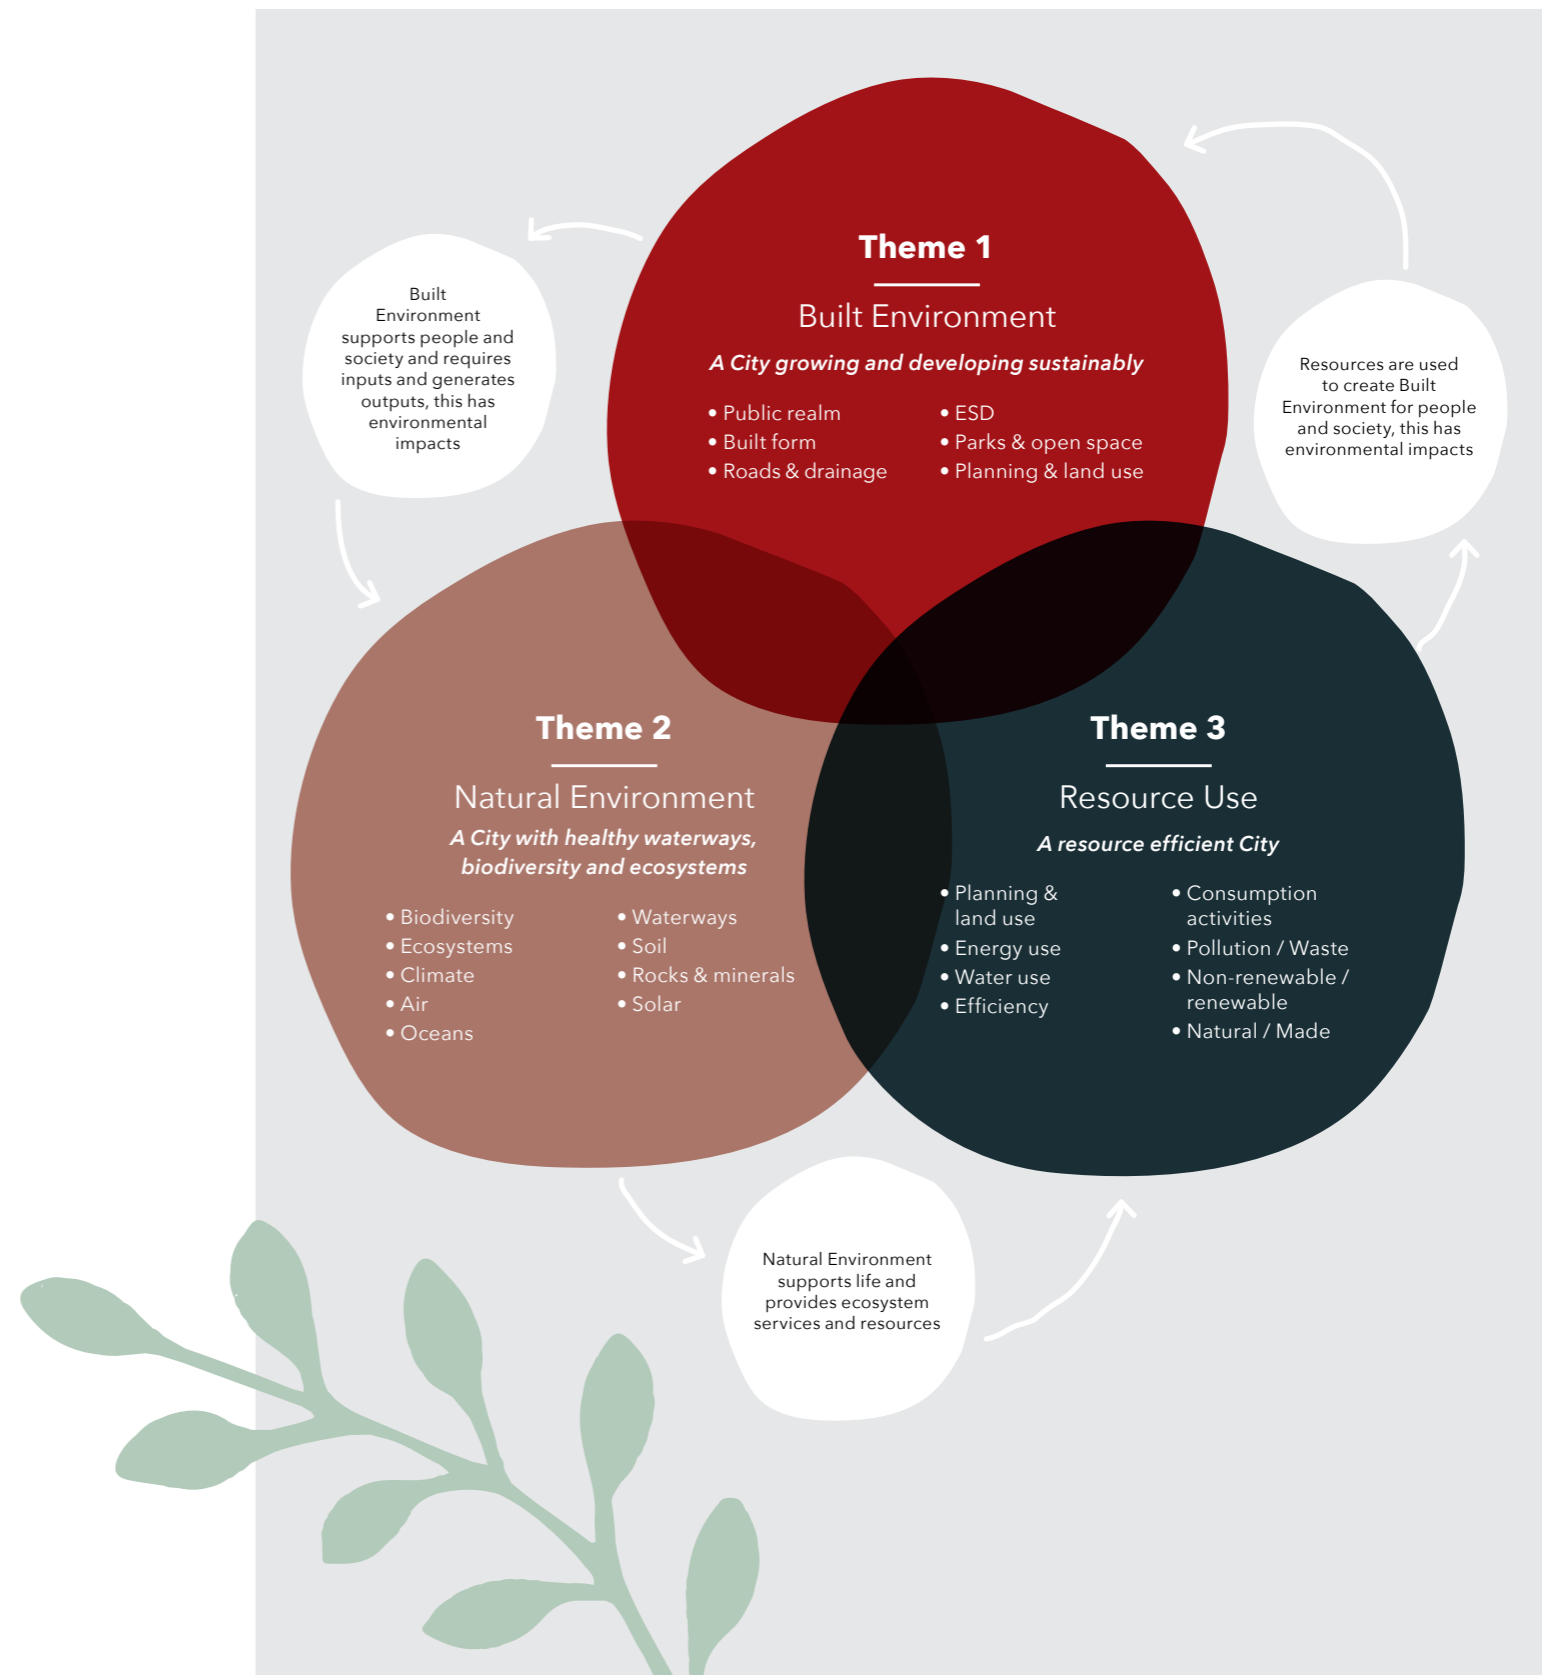 Theme 1
Built Environment
A City growing and developing sustainably
• Public realm
• Built form
• Roads & drainage
• ESD
• Parks & open space
• Planning & land use
Built
Environment
supports people and
society and requires
inputs and generates
outputs, this has
environmental
impacts
Resources are used
to create Built
Environment for people
and society, this has
environmental impacts
Theme 2
Natural Environment
A City with healthy waterways,
biodiversity and ecosystems
• Biodiversity
• Ecosystems
• Climate
• Air
• Oceans
• Waterways
• Soil
• Rocks & minerals
• Solar
Theme 3
Resource Use
A resource efficient City
• Planning &
land use
• Energy use
• Water use
• Efficiency
• Consumption
activities
• Pollution / Waste
• Non-renewable /
renewable
• Natural / Made
Natural Environment
supports life and
provides ecosystem
services and resources